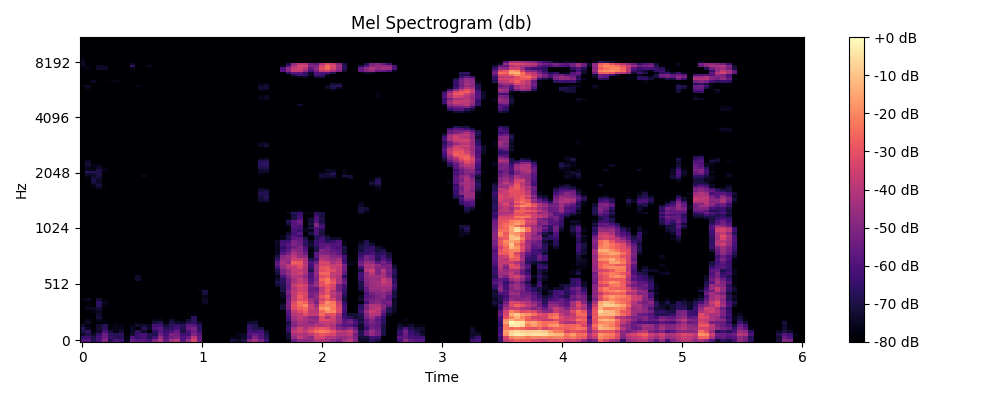 Mel Spectrogram (db)
8192
4096
2048
1024
512
0
Hz
0 1 2 3 4 5 6
Time
+0 dB
-10 dB
-20 dB
-30 dB
-40 dB
-50 dB
-60 dB
-70 dB
-80 dB